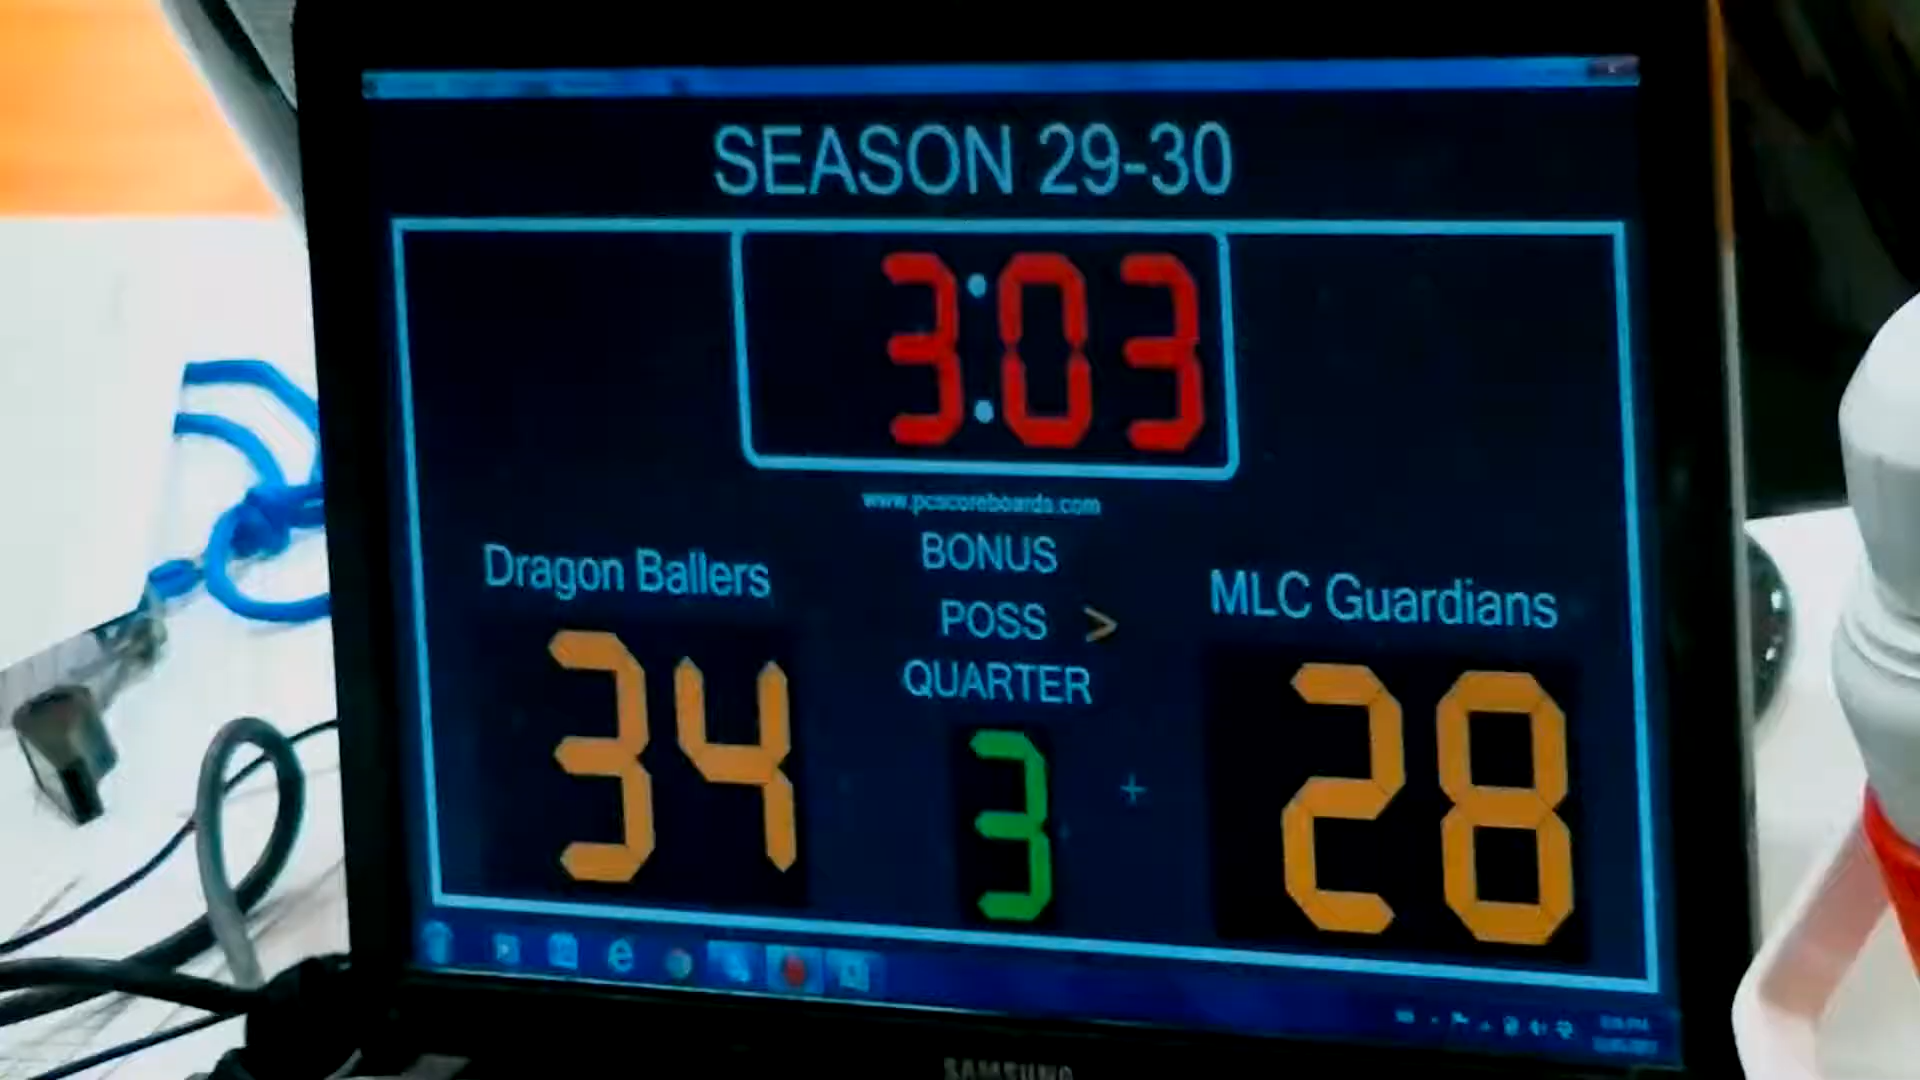 SEASON 29-30
3:03
www.pcscoreboards.com
BONUS
Dragon Ballers
POSS >
MLC Guardians
QUARTER
34
3
28
SAMSUNG